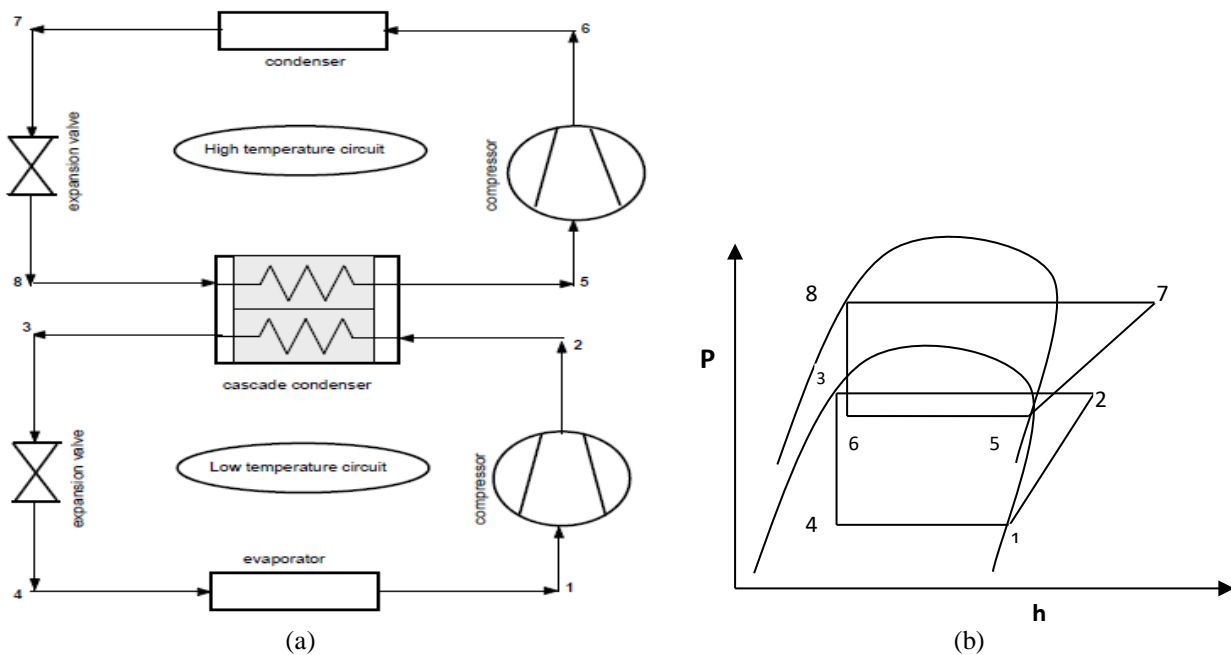 7
6
condenser
expansion valve
High temperature circuit
compressor
8
5
3
2
cascade condenser
expansion valve
Low temperature circuit
compressor
evaporator
4
1
(a)
8
7
P
3
2
6
5
4
1
h
(b)